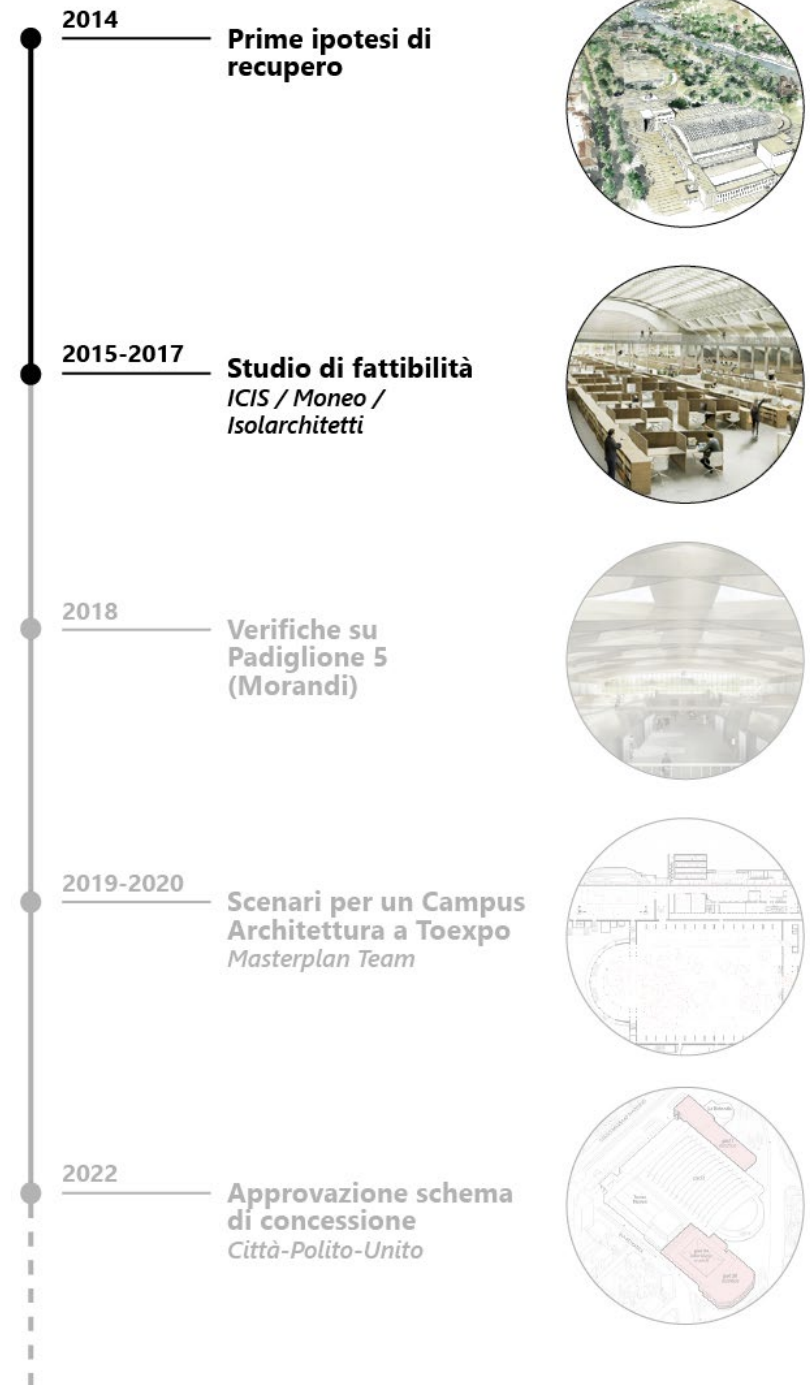 2014
Prime ipotesi di
recupero
2015-2017
Studio di fattibilità
ICIS / Moneo /
Isolarchitetti
2018
Verifiche su
Padiglione 5
(Morandi)
2019-2020
Scenari per un Campus
Architettura a Toexpo
Masterplan Team
2022
Approvazione schema
di concessione
Città-Polito-Unito